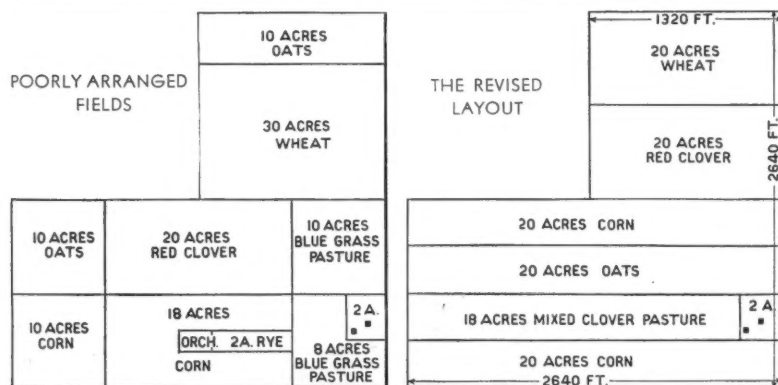 POORLY ARRANGED
FIELDS
10 ACRES
OATS
30 ACRES
WHEAT
10 ACRES
OATS
20 ACRES
RED CLOVER
10 ACRES
BLUE GRASS
PASTURE
10 ACRES
CORN
18 ACRES
ORCH. 2A. RYE
CORN
2 A.
8 ACRES
BLUE GRASS
PASTURE
THE REVISED
LAYOUT
1320 FT.
20 ACRES
WHEAT
20 ACRES
RED CLOVER
2640 FT.
20 ACRES CORN
20 ACRES OATS
18 ACRES MIXED CLOVER PASTURE
2 A.
20 ACRES CORN
2640 FT.